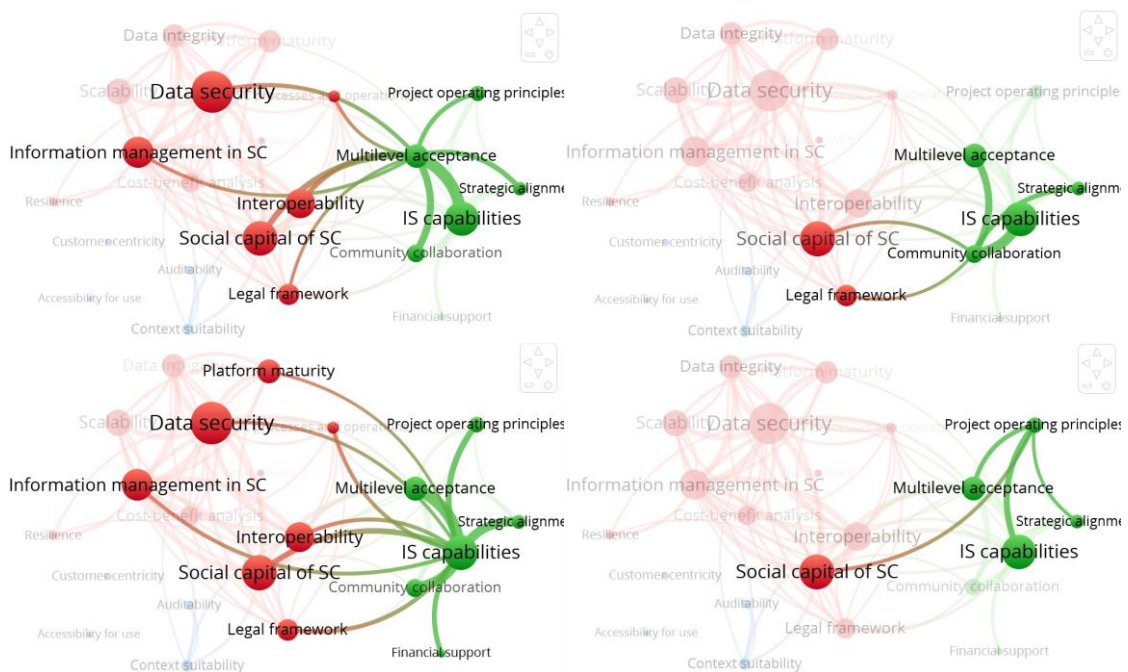 Data integrity
Platform maturity
Scalability
Data security
Project operating principles
Information management in SC
Multilevel acceptance
Cost-benefit analysis
Strategic alignme
Resilience
Interoperability
IS capabilities
Social capital of SC
Customer centricity
Community collaboration
Auditability
Legal framework
Accessibility for use
Financial support
Context suitability
Data integrity
Platform maturity
Scalability
Data security
Project operating principles
Information management in SC
Multilevel acceptance
Cost-benefit analysis
Strategic alignme
Resilience
Interoperability
IS capabilities
Social capital of SC
Customer centricity
Community collaboration
Auditability
Legal framework
Accessibility for use
Financial support
Context suitability
Data integrity
Platform maturity
Scalability
Data security
Project operating principles
Information management in SC
Multilevel acceptance
Cost-benefit analysis
Strategic alignme
Resilience
Interoperability
IS capabilities
Social capital of SC
Customer centricity
Community collaboration
Auditability
Legal framework
Accessibility for use
Financial support
Context suitability
Data integrity
Platform maturity
Scalability
Data security
Project operating principles
Information management in SC
Multilevel acceptance
Cost-benefit analysis
Strategic alignme
Resilience
Interoperability
IS capabilities
Social capital of SC
Customer centricity
Community collaboration
Auditability
Legal framework
Accessibility for use
Financial support
Context suitability